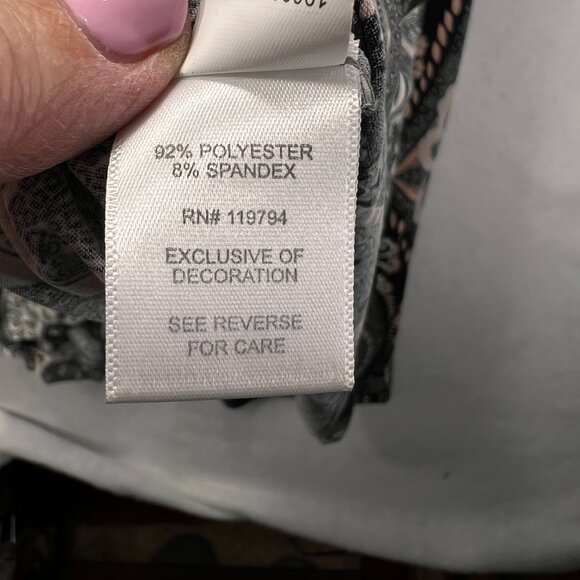 92% POLYESTER
8% SPANDEX
RN# 119794
EXCLUSIVE OF
DECORATION
SEE REVERSE
FOR CARE